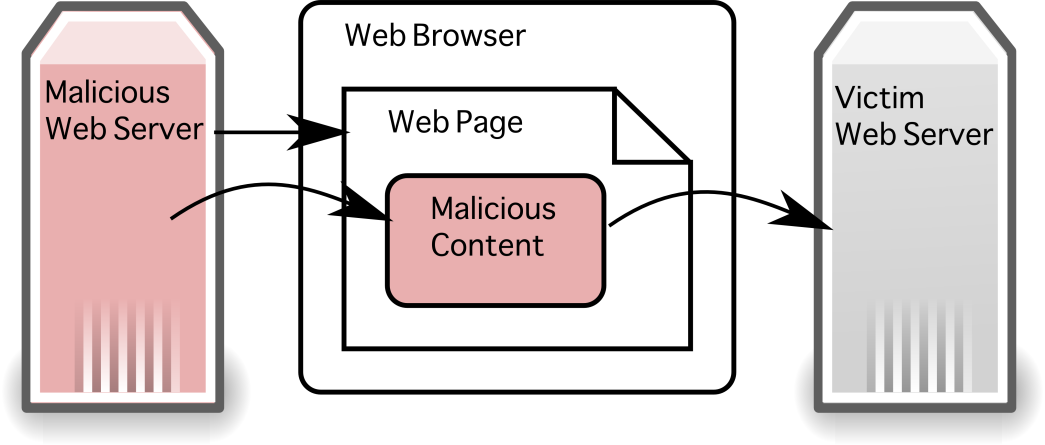 Malicious
Web Server
Web Browser
Web Page
Malicious
Content
Victim
Web Server